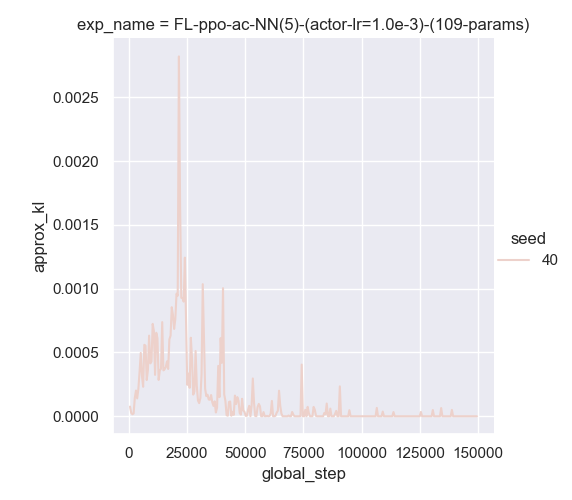 exp_name = FL-ppo-ac-NN(5)-(actor-lr=1.0e-3)-(109-params)
0.0025
0.0020
0.0015
0.0010
0.0005
0.0000
approx_kl
seed
40
0 25000 50000 75000 100000 125000 150000
global_step